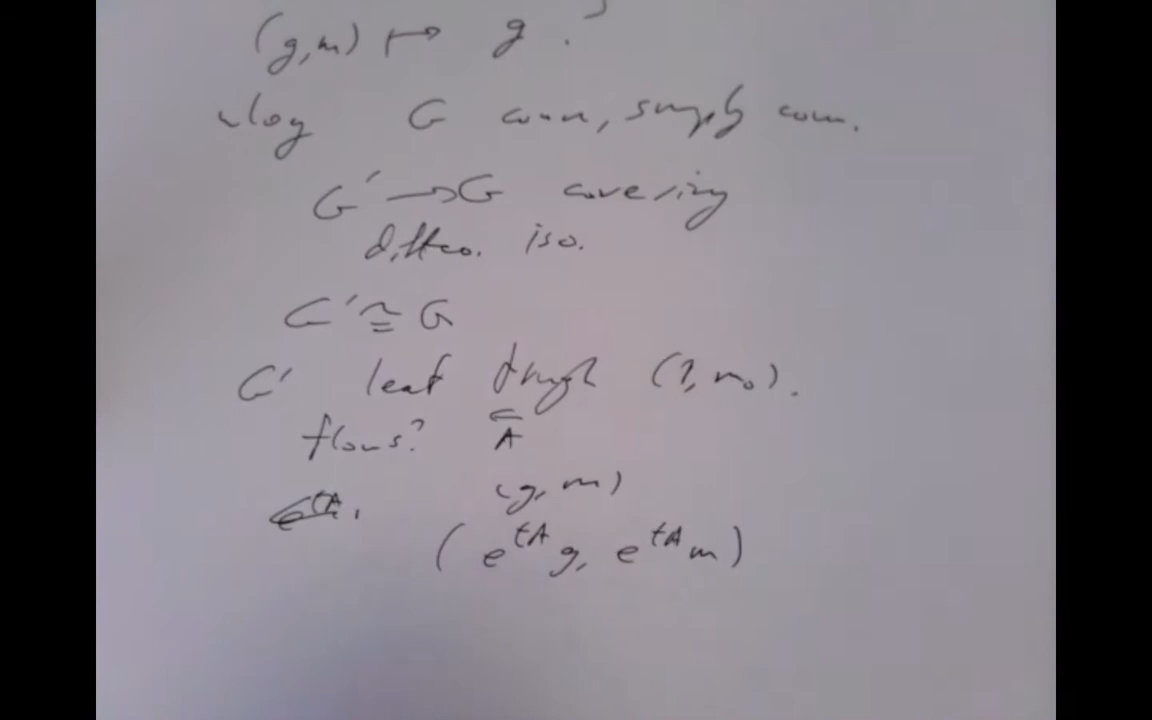 (g,m) ↦ g.
wlog G conn, simply conn.
G' → G covering
diffeo. iso.
G' ≅ G
G' leaf through (1, m₀).
flows? A
(g, m)
(e^{tA} g, e^{tA} m)